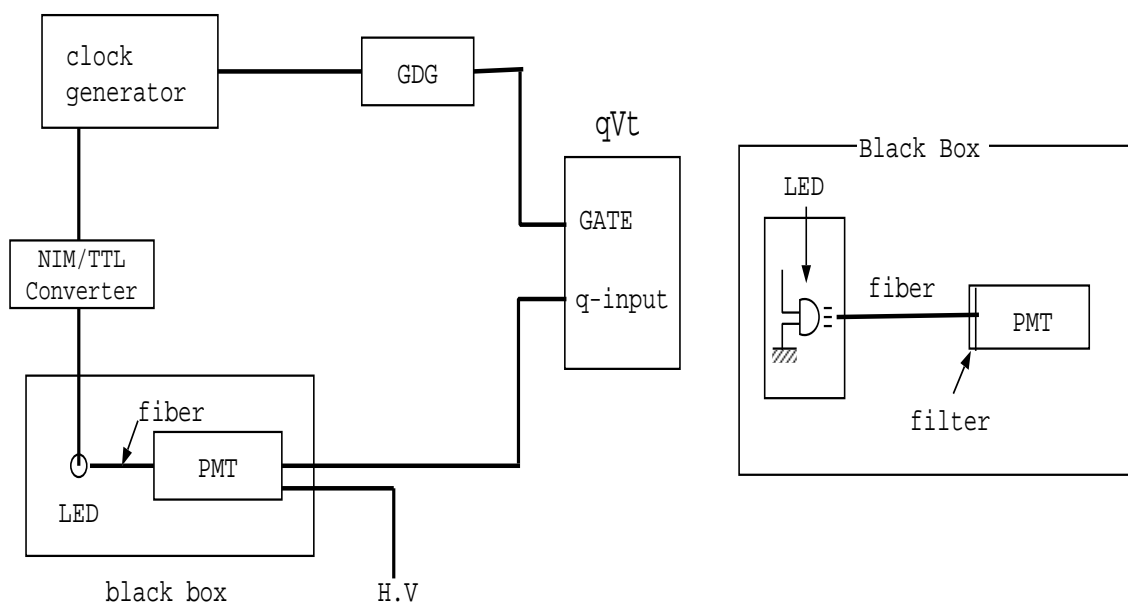 clock
generator
GDG
qVt
GATE
q-input
NIM/TTL
Converter
fiber
PMT
LED
black box
H.V
Black Box
LED
fiber
PMT
filter